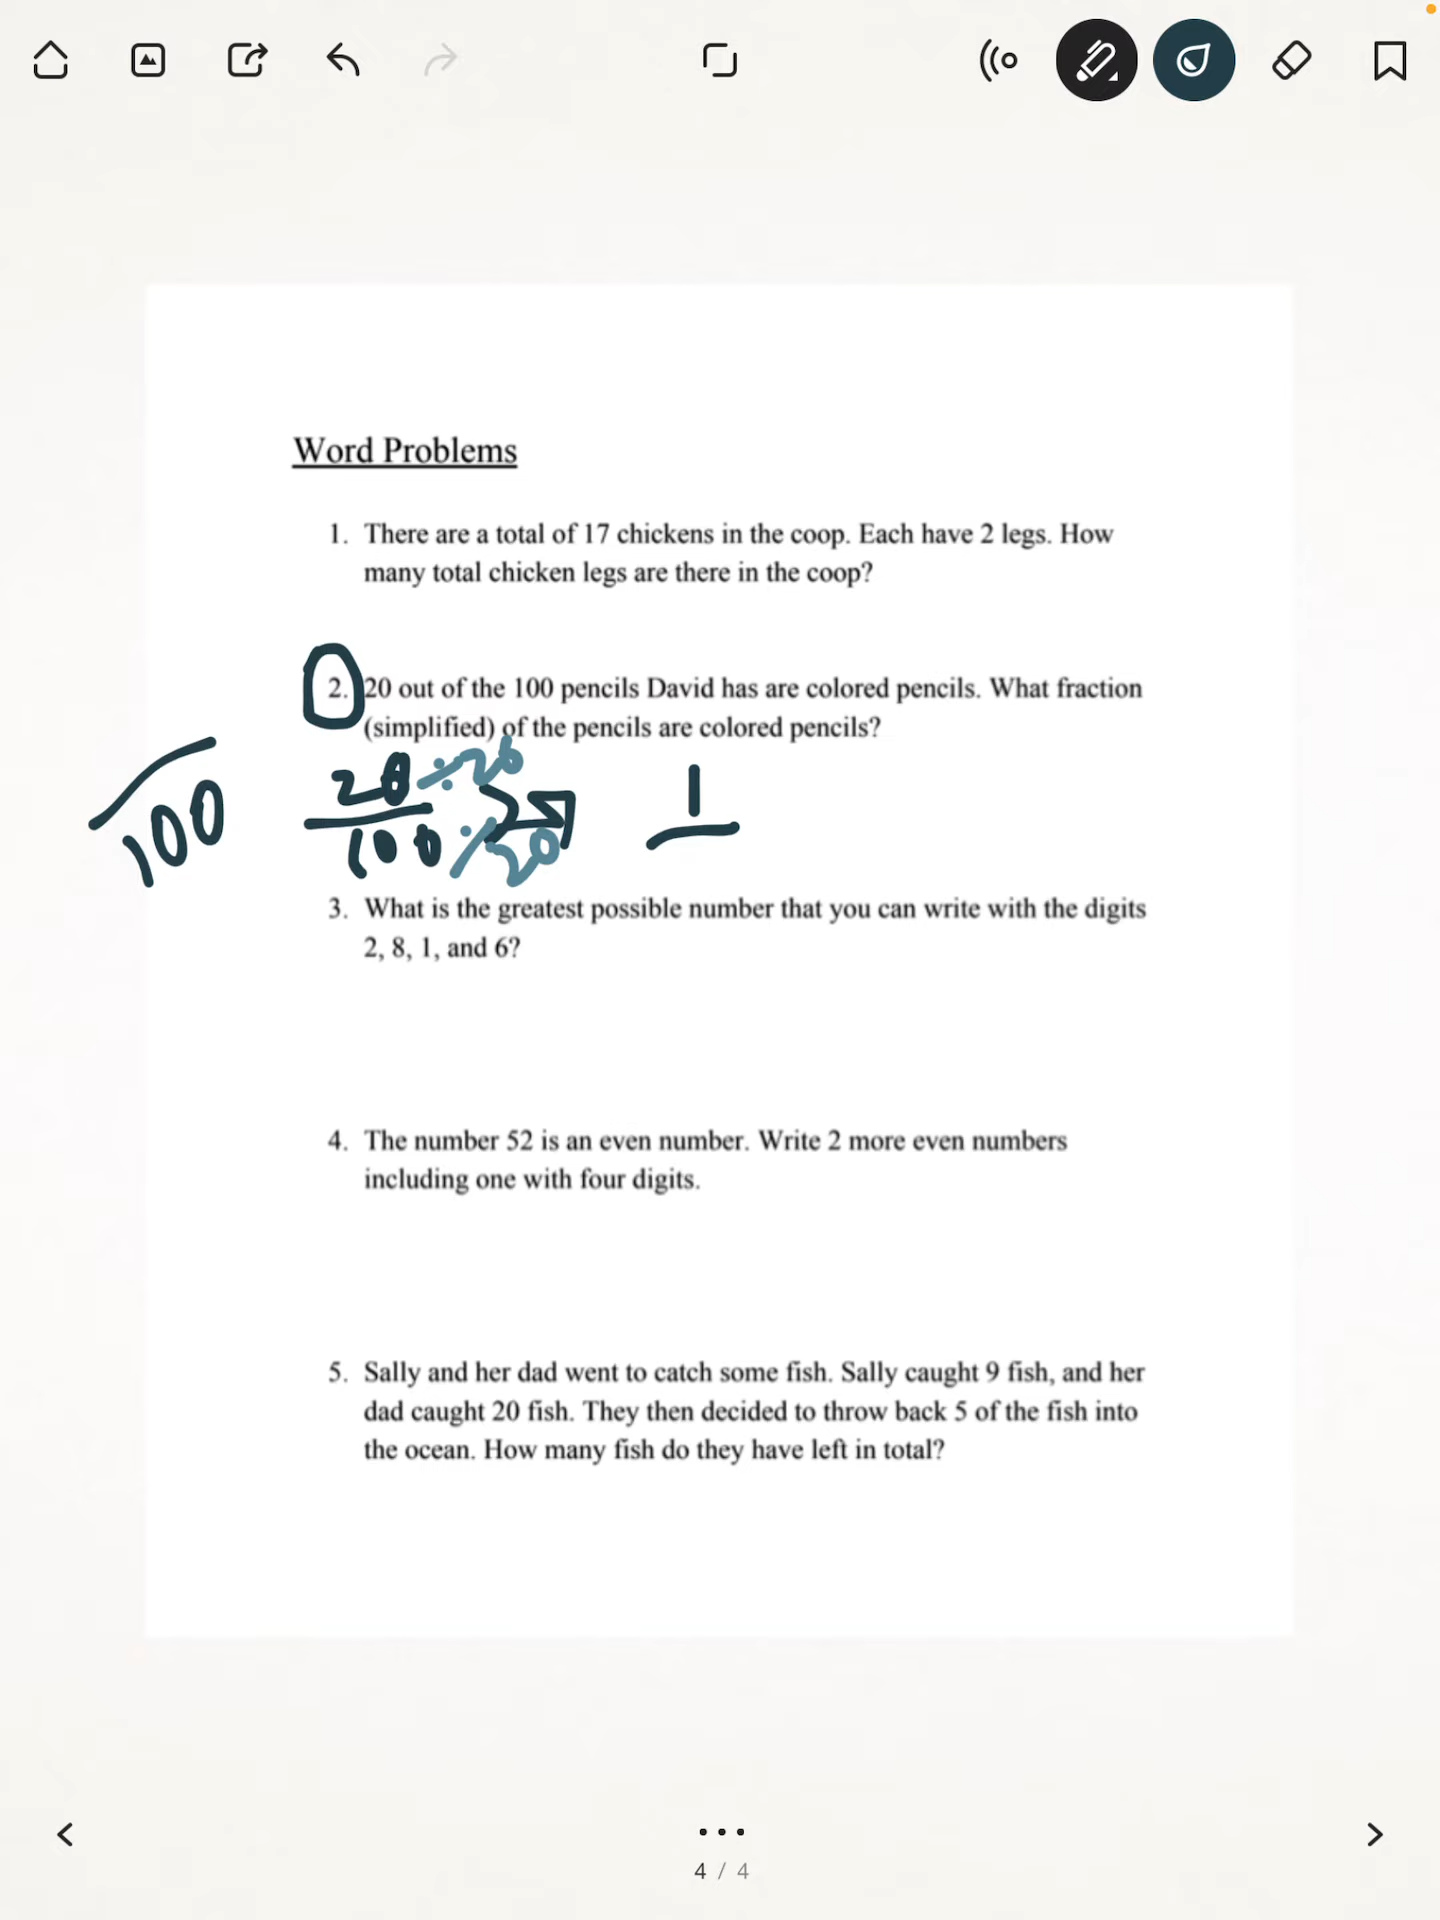 Word Problems
1. There are a total of 17 chickens in the coop. Each have 2 legs. How
many total chicken legs are there in the coop?
2. 20 out of the 100 pencils David has are colored pencils. What fraction
(simplified) of the pencils are colored pencils?
20 ÷ 20
100 ÷ 20
1
100
3. What is the greatest possible number that you can write with the digits
2, 8, 1, and 6?
4. The number 52 is an even number. Write 2 more even numbers
including one with four digits.
5. Sally and her dad went to catch some fish. Sally caught 9 fish, and her
dad caught 20 fish. They then decided to throw back 5 of the fish into
the ocean. How many fish do they have left in total?
4 / 4